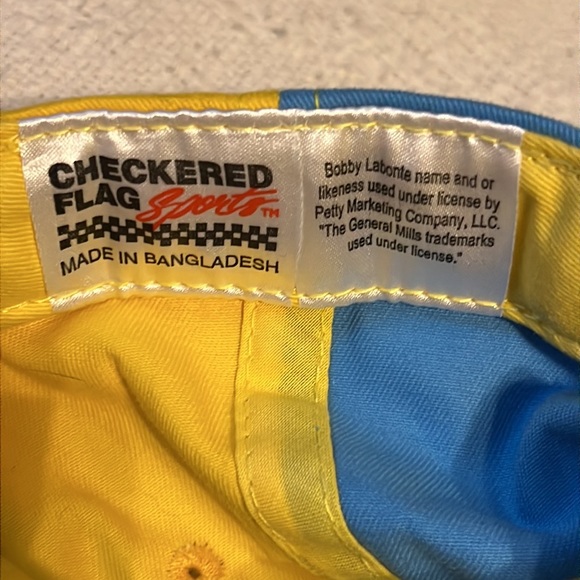 CHECKERED
FLAG Sports TM
MADE IN BANGLADESH
Bobby Labonte name and or
likeness used under license by
Petty Marketing Company, LLC.
"The General Mills trademarks
used under license."